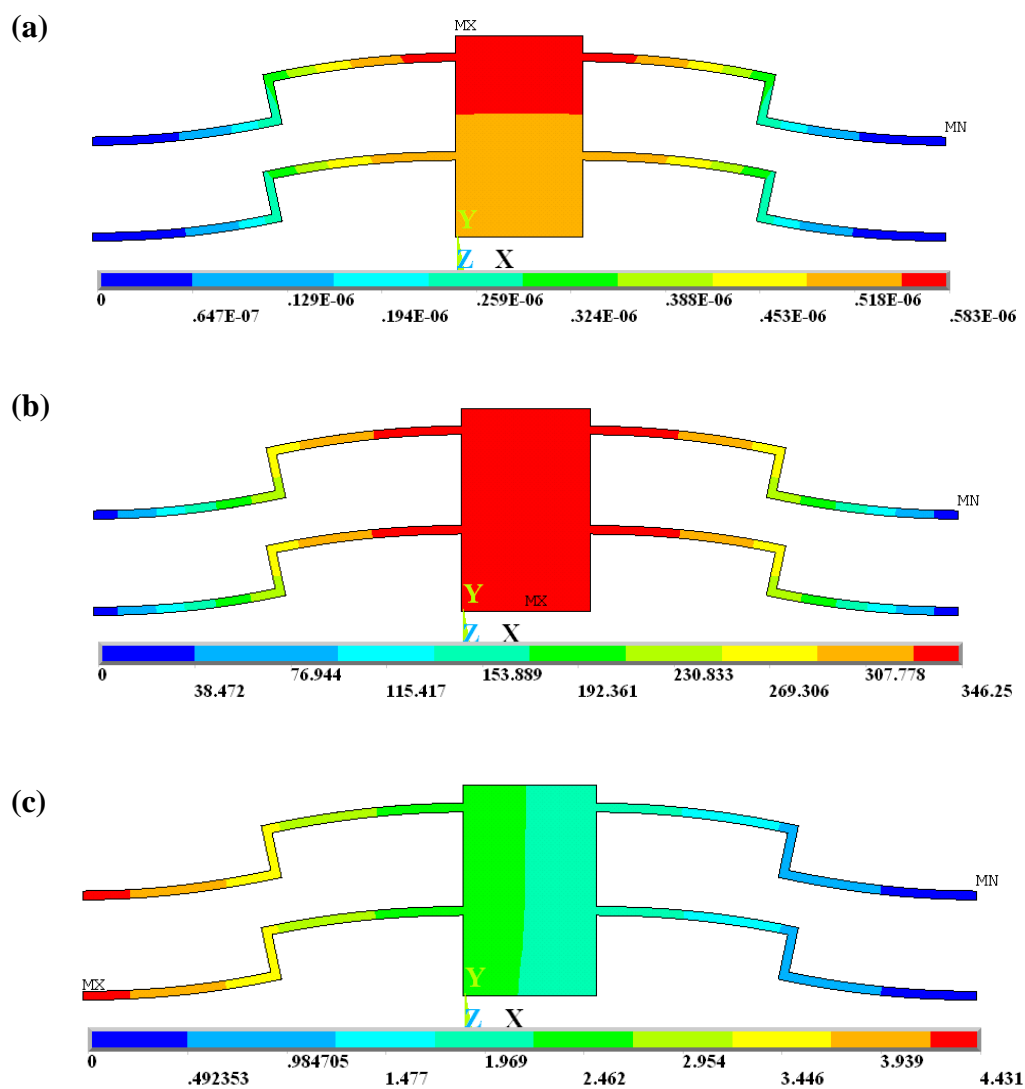 (a)
MX
MN
Y
Z X
0 .129E-06 .259E-06 .388E-06 .518E-06
.647E-07 .194E-06 .324E-06 .453E-06 .583E-06
(b)
MN
Y MX
Z X
0 76.944 153.889 230.833 307.778
38.472 115.417 192.361 269.306 346.25
(c)
MN
MX Y
Z X
0 .984705 1.969 2.954 3.939
.492353 1.477 2.462 3.446 4.431